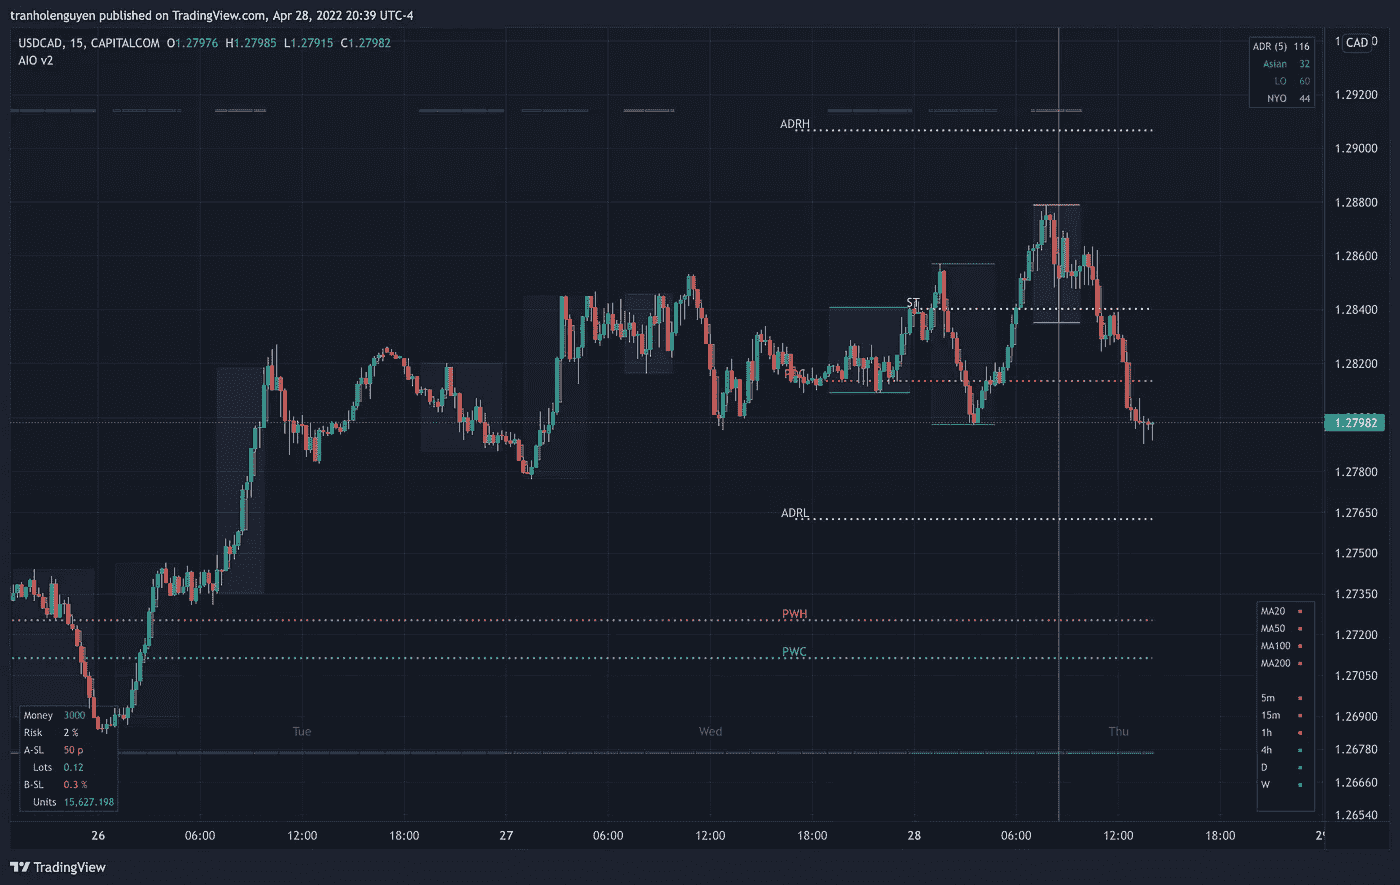 tranholenguyen published on TradingView.com, Apr 28, 2022 20:39 UTC-4
USDCAD, 15, CAPITALCOM O1.27976 H1.27985 L1.27915 C1.27982
AIO v2
ADR (5) 116
Asian 32
LO 60
NYO 44
CAD
ADRH
ST
ADRL
PWH
PWC
1.29200
1.29000
1.28800
1.28600
1.28400
1.28200
1.27982
1.27800
1.27650
1.27500
1.27350
1.27200
1.27050
1.26900
1.26780
1.26660
1.26540
MA20
MA50
MA100
MA200
5m
15m
1h
4h
D
W
Money 3000
Risk 2 %
A-SL 50 p
Lots 0.12
B-SL 0.3 %
Units 15,627.198
Tue Wed Thu
26 06:00 12:00 18:00 27 06:00 12:00 18:00 28 06:00 12:00 18:00
TradingView